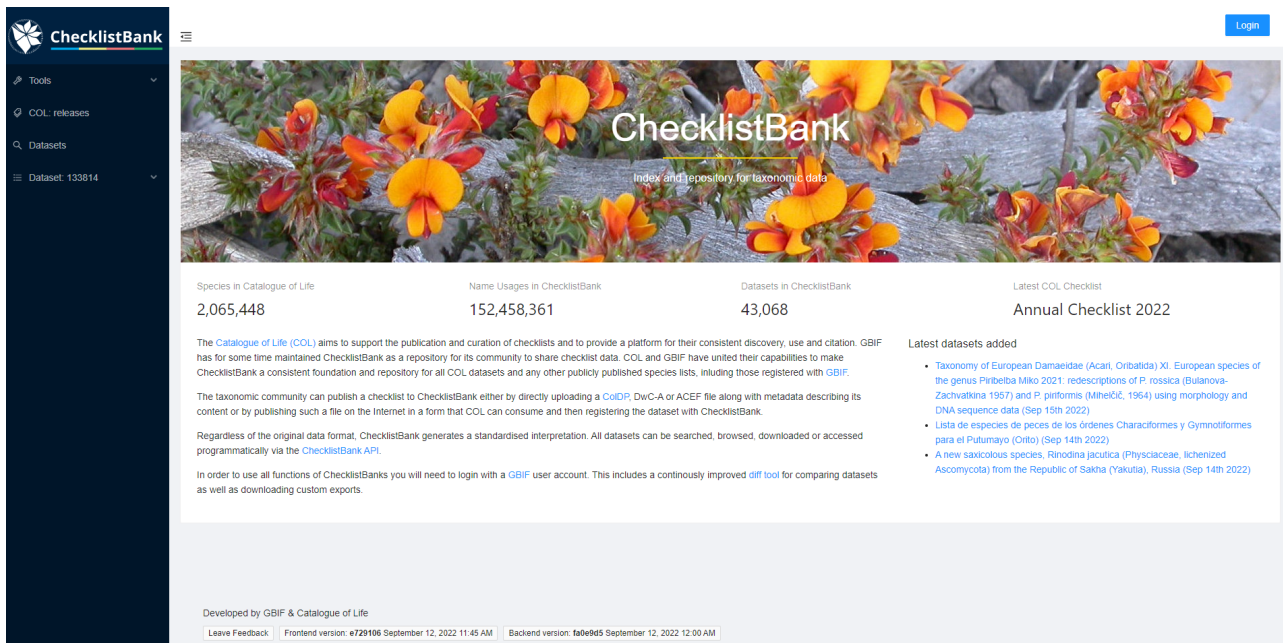 ChecklistBank
Login
Tools
COL: releases
Datasets
Dataset: 133814
ChecklistBank
Index and repository for taxonomic data
Species in Catalogue of Life
2,065,448
Name Usages in ChecklistBank
152,458,361
Datasets in ChecklistBank
43,068
Latest COL Checklist
Annual Checklist 2022
The Catalogue of Life (COL) aims to support the publication and curation of checklists and to provide a platform for their consistent discovery, use and citation. GBIF
has for some time maintained ChecklistBank as a repository for its community to share checklist data. COL and GBIF have united their capabilities to make
ChecklistBank a consistent foundation and repository for all COL datasets and any other publicly published species lists, inluding those registered with GBIF.
The taxonomic community can publish a checklist to ChecklistBank either by directly uploading a ColDP, DwC-A or ACEF file along with metadata describing its
content or by publishing such a file on the Internet in a form that COL can consume and then registering the dataset with ChecklistBank.
Regardless of the original data format, ChecklistBank generates a standardised interpretation. All datasets can be searched, browsed, downloaded or accessed
programmatically via the ChecklistBank API.
In order to use all functions of ChecklistBanks you will need to login with a GBIF user account. This includes a continously improved diff tool for comparing datasets
as well as downloading custom exports.
Latest datasets added
Taxonomy of European Damaeidae (Acari, Oribatida) XI. European species of
the genus Piribelba Miko 2021: redescriptions of P. rossica (Bulanova-
Zachvatkina 1957) and P. piriformis (Mihelčič, 1964) using morphology and
DNA sequence data (Sep 15th 2022)
Lista de especies de peces de los órdenes Characiformes y Gymnotiformes
para el Putumayo (Orito) (Sep 14th 2022)
A new saxicolous species, Rinodina jacutica (Physciaceae, lichenized
Ascomycota) from the Republic of Sakha (Yakutia), Russia (Sep 14th 2022)
Developed by GBIF & Catalogue of Life
Leave Feedback
Frontend version: e729106 September 12, 2022 11:45 AM
Backend version: fa0e9d5 September 12, 2022 12:00 AM